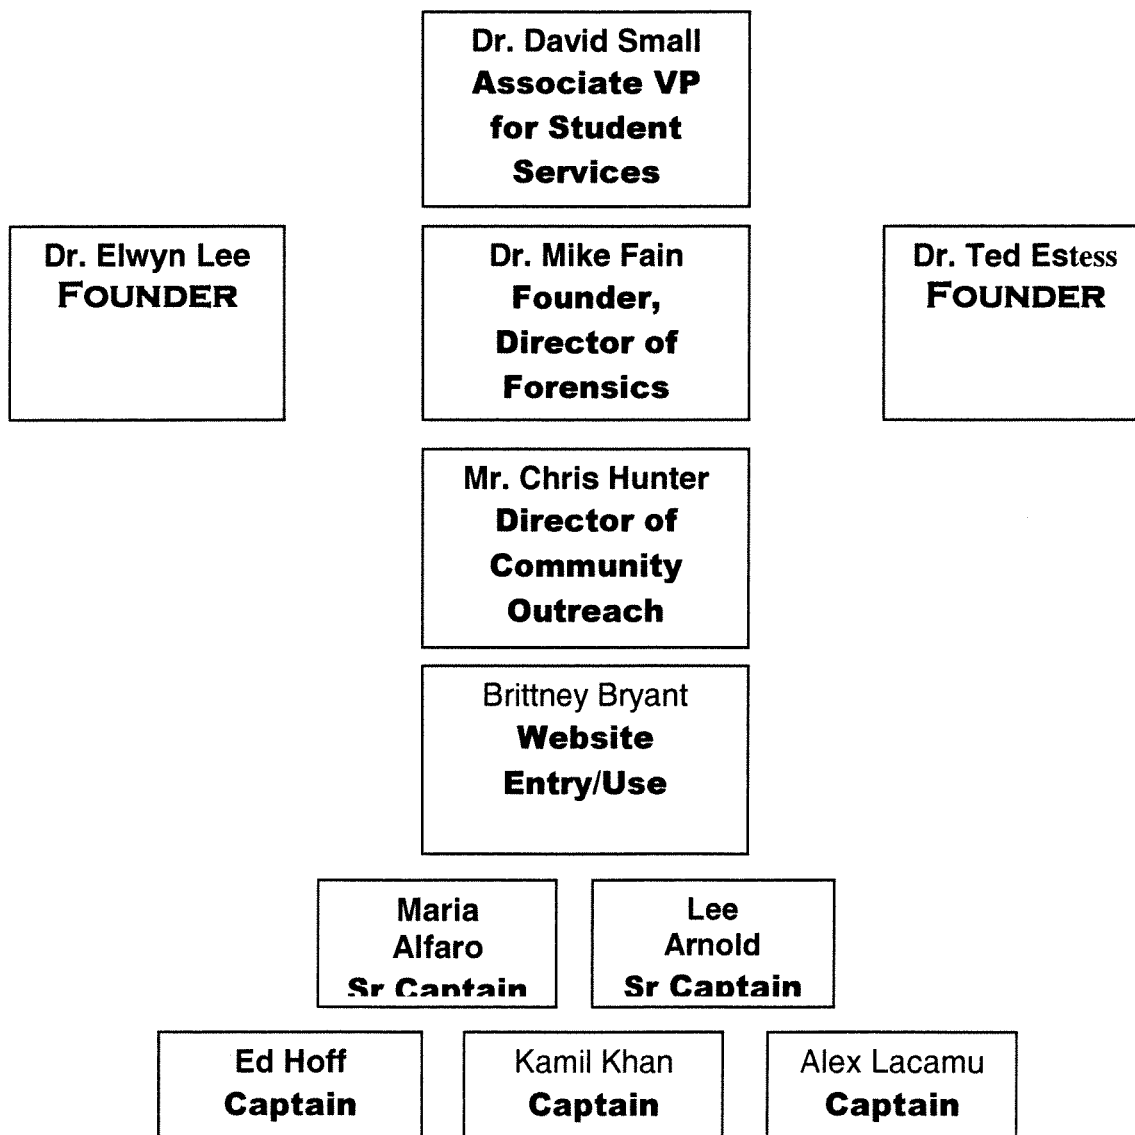 Dr. David Small
Associate VP
for Student
Services
Dr. Elwyn Lee
FOUNDER
Dr. Mike Fain
Founder,
Director of
Forensics
Dr. Ted Estess
FOUNDER
Mr. Chris Hunter
Director of
Community
Outreach
Brittney Bryant
Website
Entry/Use
Maria
Alfaro
Sr Captain
Lee
Arnold
Sr Captain
Ed Hoff
Captain
Kamil Khan
Captain
Alex Lacamu
Captain